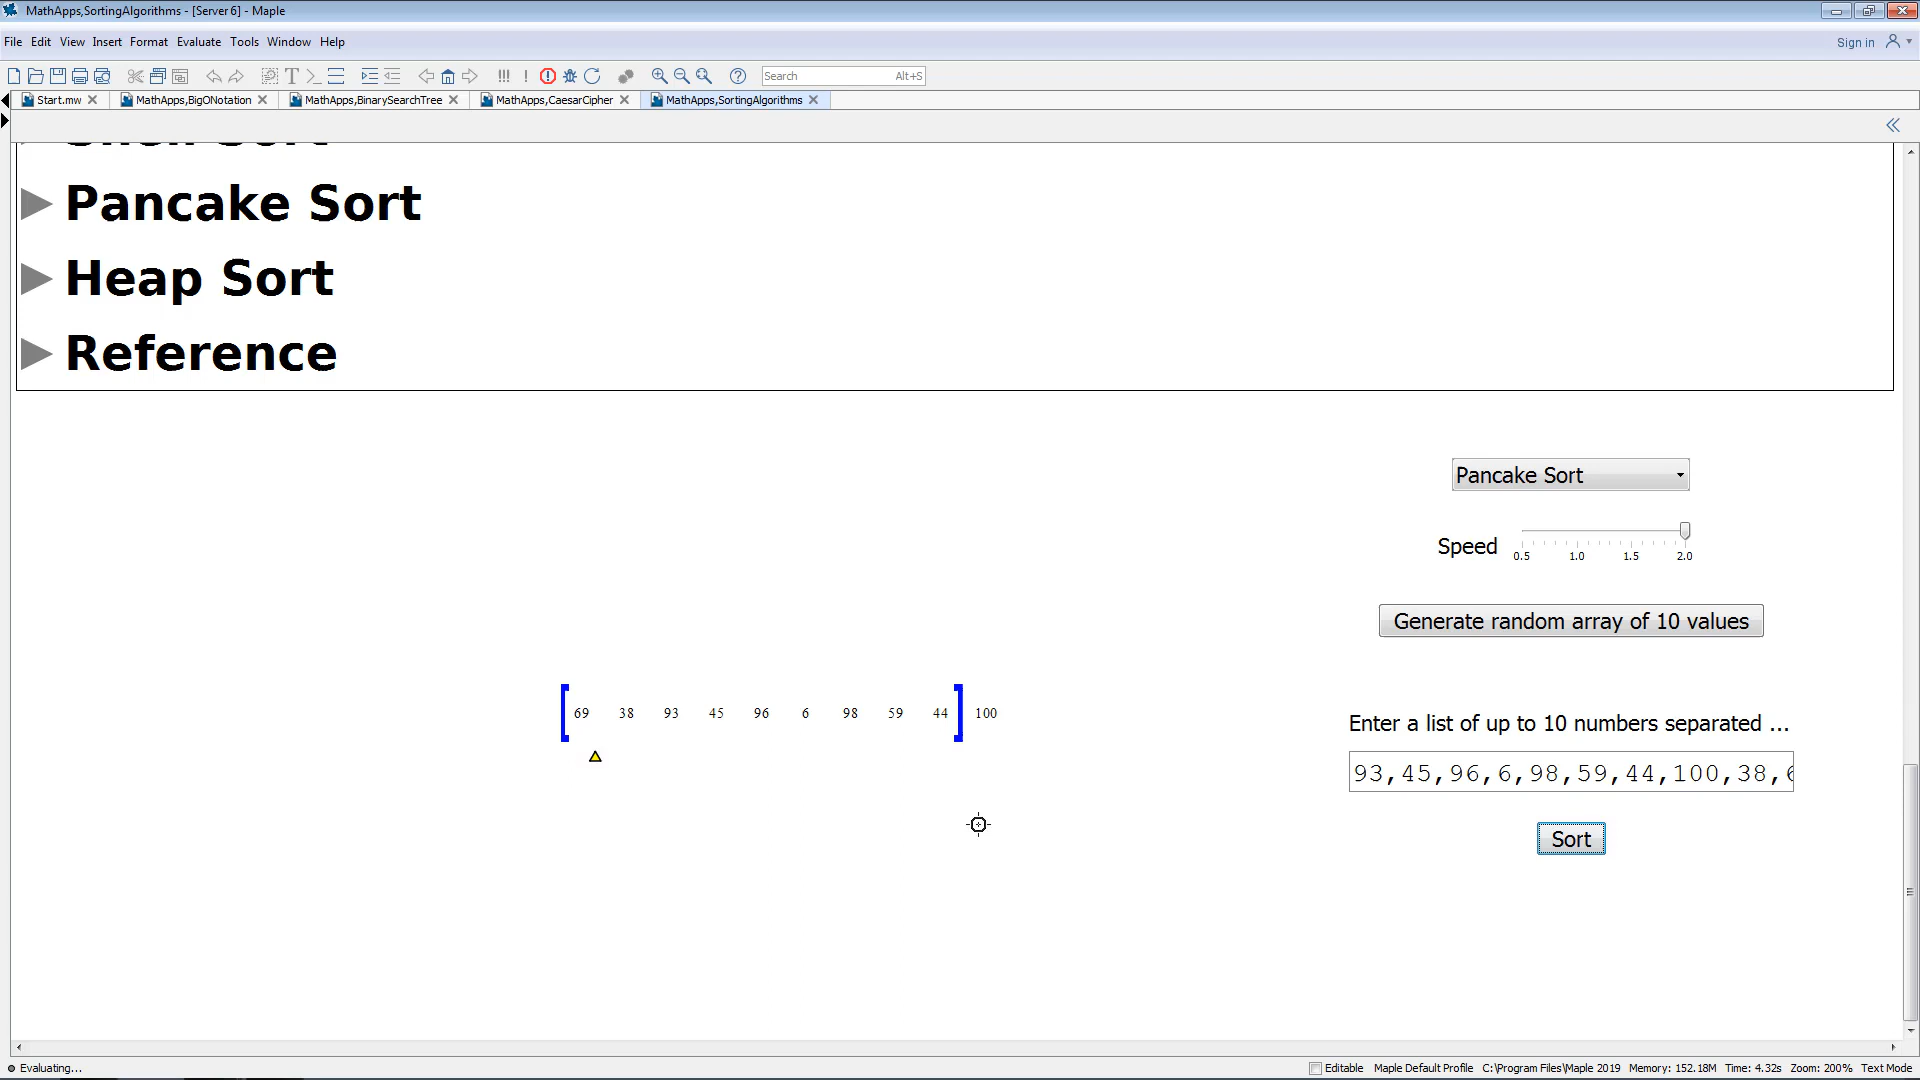 MathApps,SortingAlgorithms - [Server 6] - Maple
File Edit View Insert Format Evaluate Tools Window Help
Sign in
Search Alt+S
Start.mw MathApps,BigONotation MathApps,BinarySearchTree MathApps,CaesarCipher MathApps,SortingAlgorithms
Shell Sort
Pancake Sort
Heap Sort
Reference
Pancake Sort
Speed
0.5 1.0 1.5 2.0
Generate random array of 10 values
69 38 93 45 96 6 98 59 44 100
Enter a list of up to 10 numbers separated ...
93,45,96,6,98,59,44,100,38,6
Sort
Evaluating...
Editable Maple Default Profile C:\Program Files\Maple 2019 Memory: 152.18M Time: 4.32s Zoom: 200% Text Mode